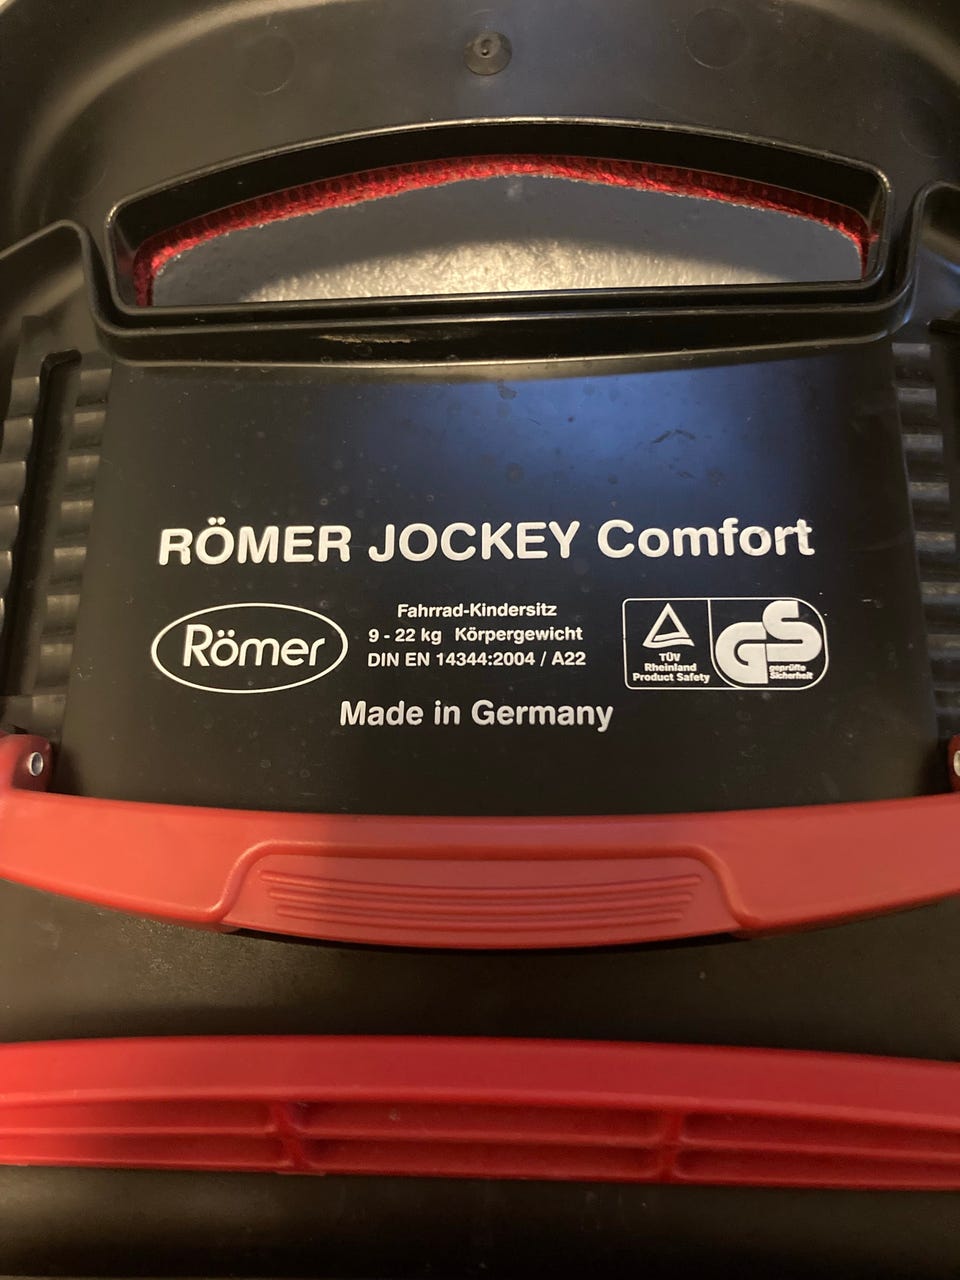 RÖMER JOCKEY Comfort
Römer
Fahrrad-Kindersitz
9 - 22 kg Körpergewicht
DIN EN 14344:2004 / A22
TÜV
Rheinland
Product Safety
GS
geprüfte
Sicherheit
Made in Germany